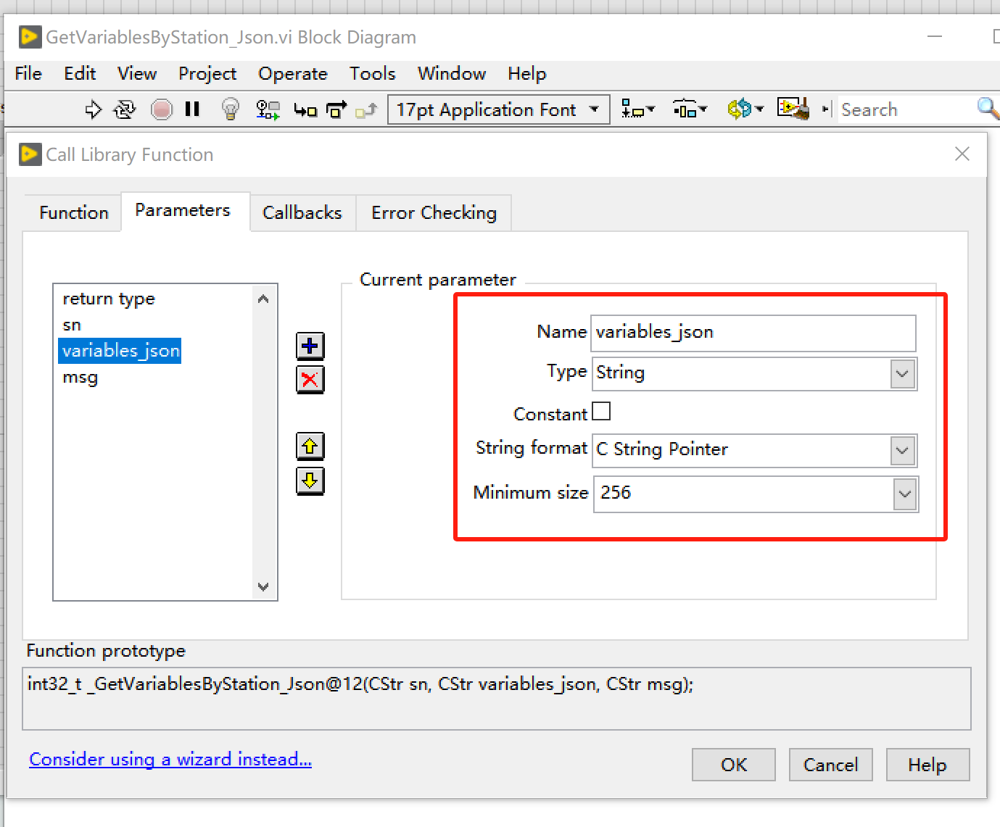 GetVariablesByStation_Json.vi Block Diagram
File Edit View Project Operate Tools Window Help
17pt Application Font
Search
Call Library Function
Function Parameters Callbacks Error Checking
Current parameter
return type
sn
variables_json
msg
Name variables_json
Type String
Constant
String format C String Pointer
Minimum size 256
Function prototype
int32_t _GetVariablesByStation_Json@12(CStr sn, CStr variables_json, CStr msg);
Consider using a wizard instead...
OK Cancel Help